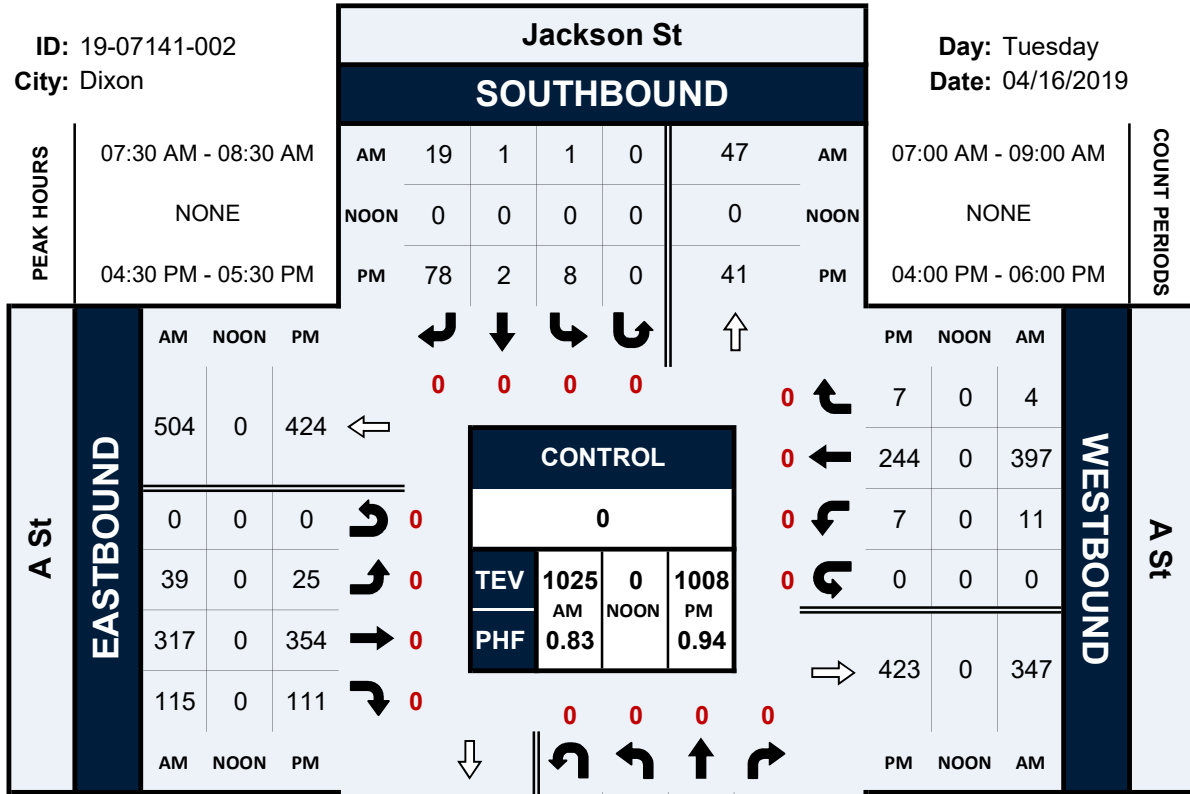 Jackson St
ID: 19-07141-002
Day: Tuesday
City: Dixon
Date: 04/16/2019
SOUTHBOUND
PEAK HOURS
07:30 AM - 08:30 AM
NONE
04:30 PM - 05:30 PM
AM 19 1 1 0 47 AM
NOON 0 0 0 0 0 NOON
PM 78 2 8 0 41 PM
07:00 AM - 09:00 AM
NONE
04:00 PM - 06:00 PM
COUNT PERIODS
0 0 0 0
A St
EASTBOUND
AM NOON PM
504 0 424
0 0 0 0
39 0 25 0
317 0 354 0
115 0 111 0
AM NOON PM
CONTROL
0
TEV 1025 0 1008
AM NOON PM
PHF 0.83 0.94
PM NOON AM
0 7 0 4
0 244 0 397
0 7 0 11
0 0 0 0
423 0 347
PM NOON AM
WESTBOUND
A St
0 0 0 0